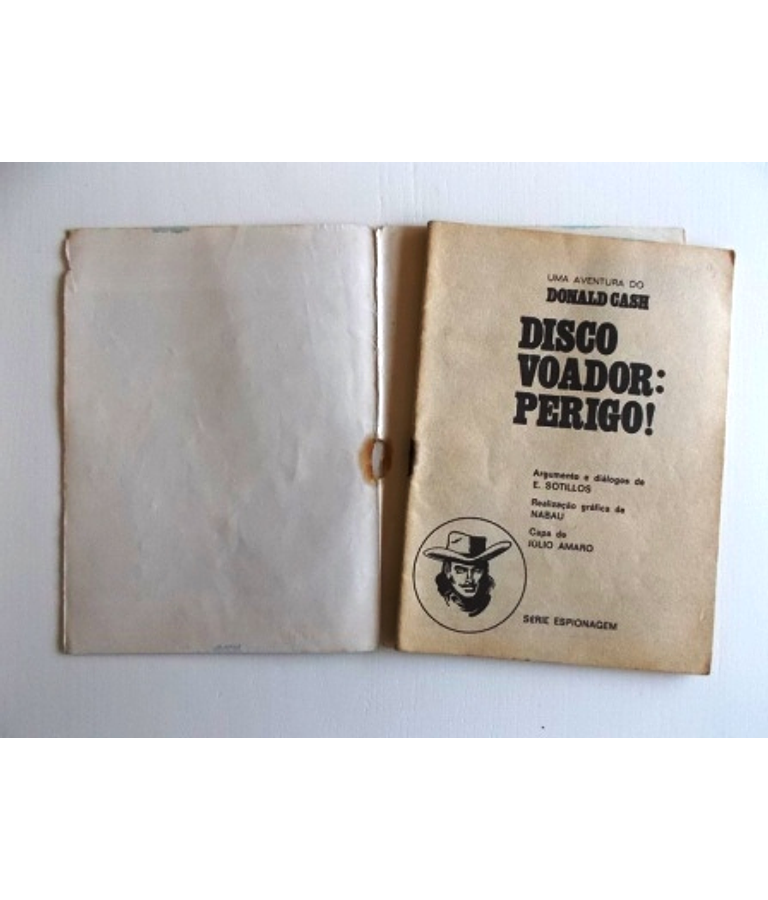 UMA AVENTURA DO
DONALD CASH
DISCO
VOADOR:
PERIGO!
Argumento e diálogos de
E. SOTILLOS
Realização gráfica de
NABAU
Capa de
JÚLIO AMARO
SÉRIE ESPIONAGEM